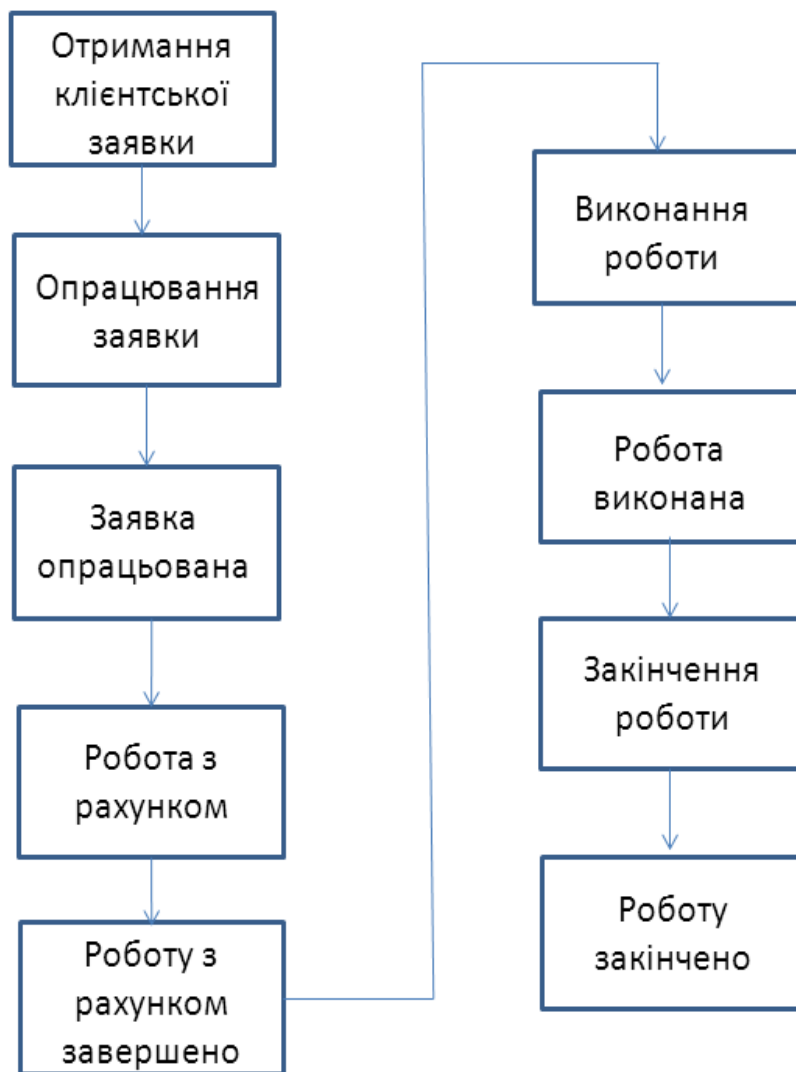 Отримання
клієнтської
заявки
Опрацювання
заявки
Заявка
опрацьована
Робота з
рахунком
Роботу з
рахунком
завершено
Виконання
роботи
Робота
виконана
Закінчення
роботи
Роботу
закінчено